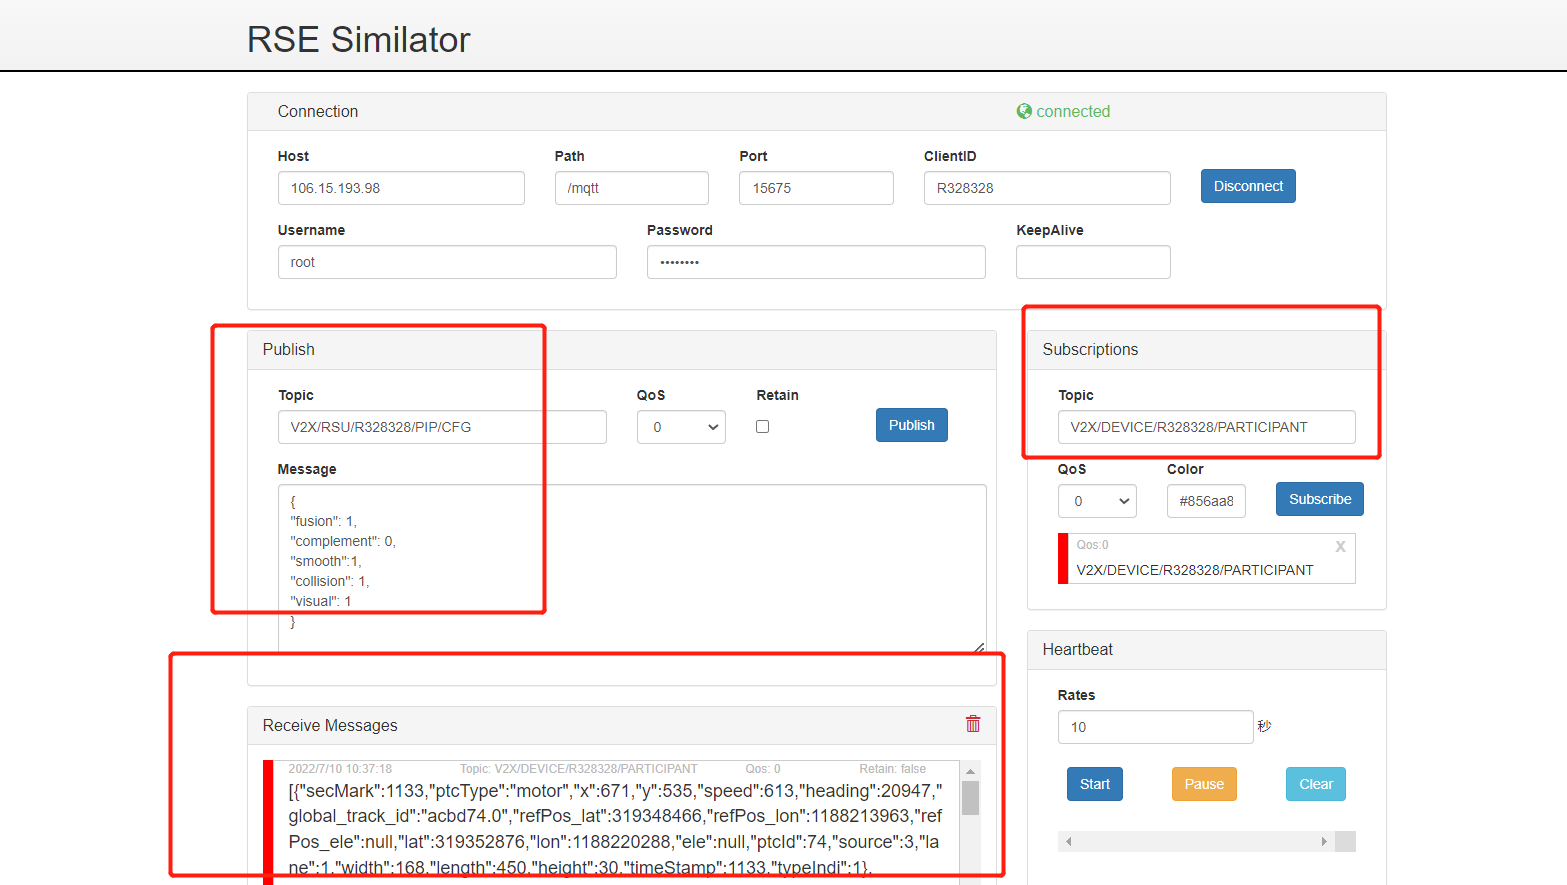 RSE Similator
Connection
connected
Host
Path
Port
ClientID
106.15.193.98
/mqtt
15675
R328328
Disconnect
Username
Password
KeepAlive
root
••••••••
Publish
Topic
QoS
Retain
V2X/RSU/R328328/PIP/CFG
0
Publish
Message
{
"fusion": 1,
"complement": 0,
"smooth":1,
"collision": 1,
"visual": 1
}
Subscriptions
Topic
V2X/DEVICE/R328328/PARTICIPANT
QoS
Color
0
#856aa8
Subscribe
Qos:0
X
V2X/DEVICE/R328328/PARTICIPANT
Receive Messages
2022/7/10 10:37:18
Topic: V2X/DEVICE/R328328/PARTICIPANT
Qos: 0
Retain: false
[{"secMark":1133,"ptcType":"motor","x":671,"y":535,"speed":613,"heading":20947,"
global_track_id":"acbd74.0","refPos_lat":319348466,"refPos_lon":1188213963,"ref
Pos_ele":null,"lat":319352876,"lon":1188220288,"ele":null,"ptcId":74,"source":3,"la
ne":1,"width":168,"length":450,"height":30,"timeStamp":1133,"typeIndi":1},
Heartbeat
Rates
10
秒
Start
Pause
Clear